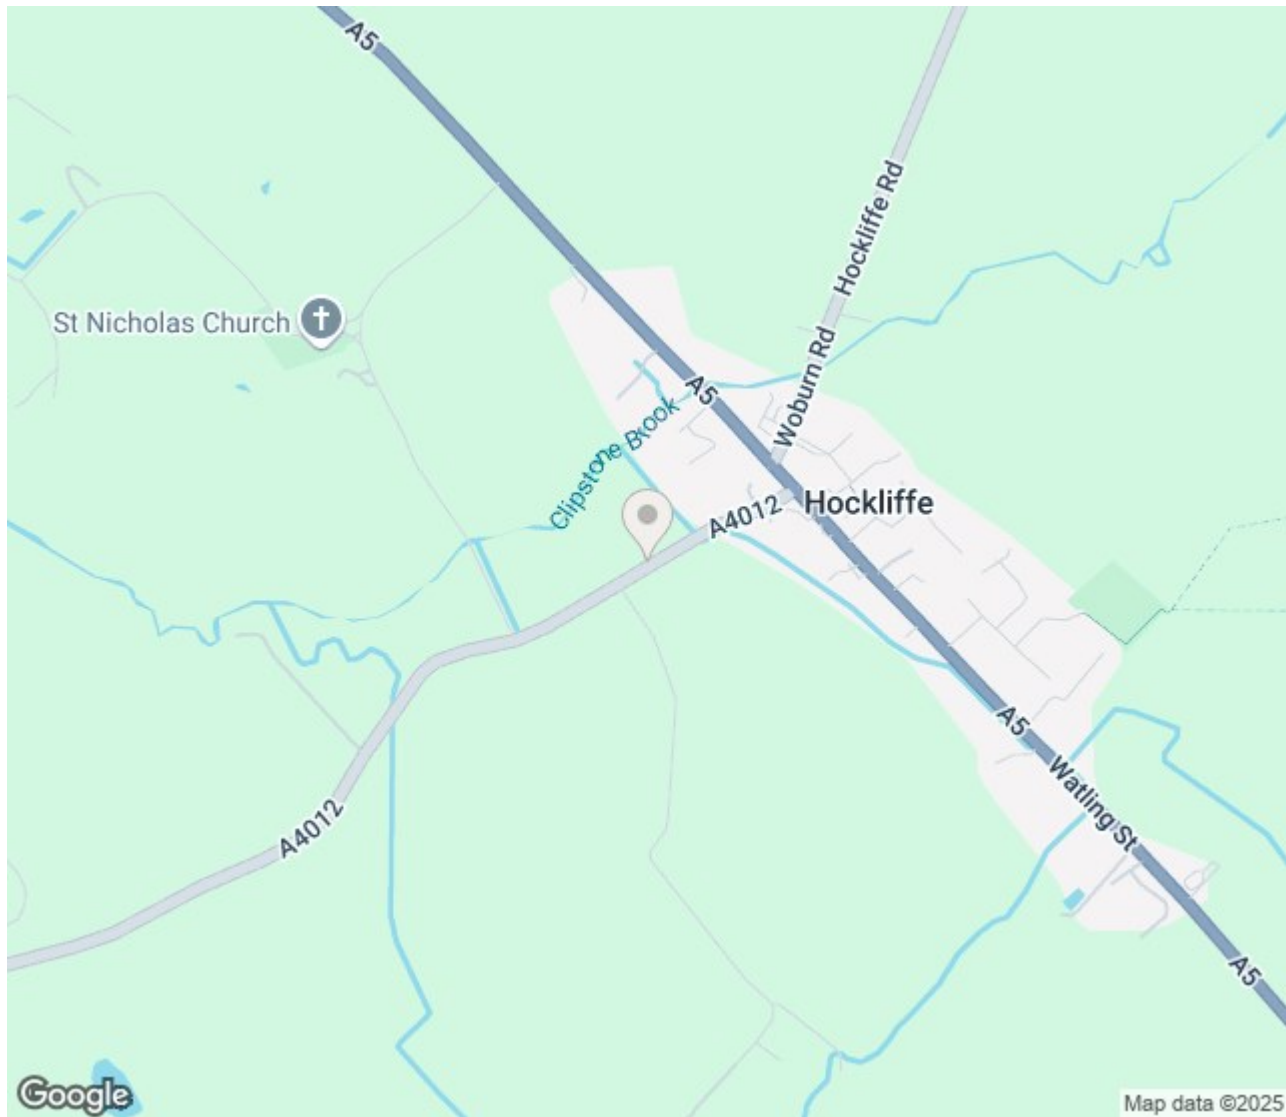 A5
Hockliffe Rd
St Nicholas Church
Woburn Rd
A5
Clipstone Brook
Hockliffe
A4012
A5
Watling St
A4012
A5
Google
Map data ©2025